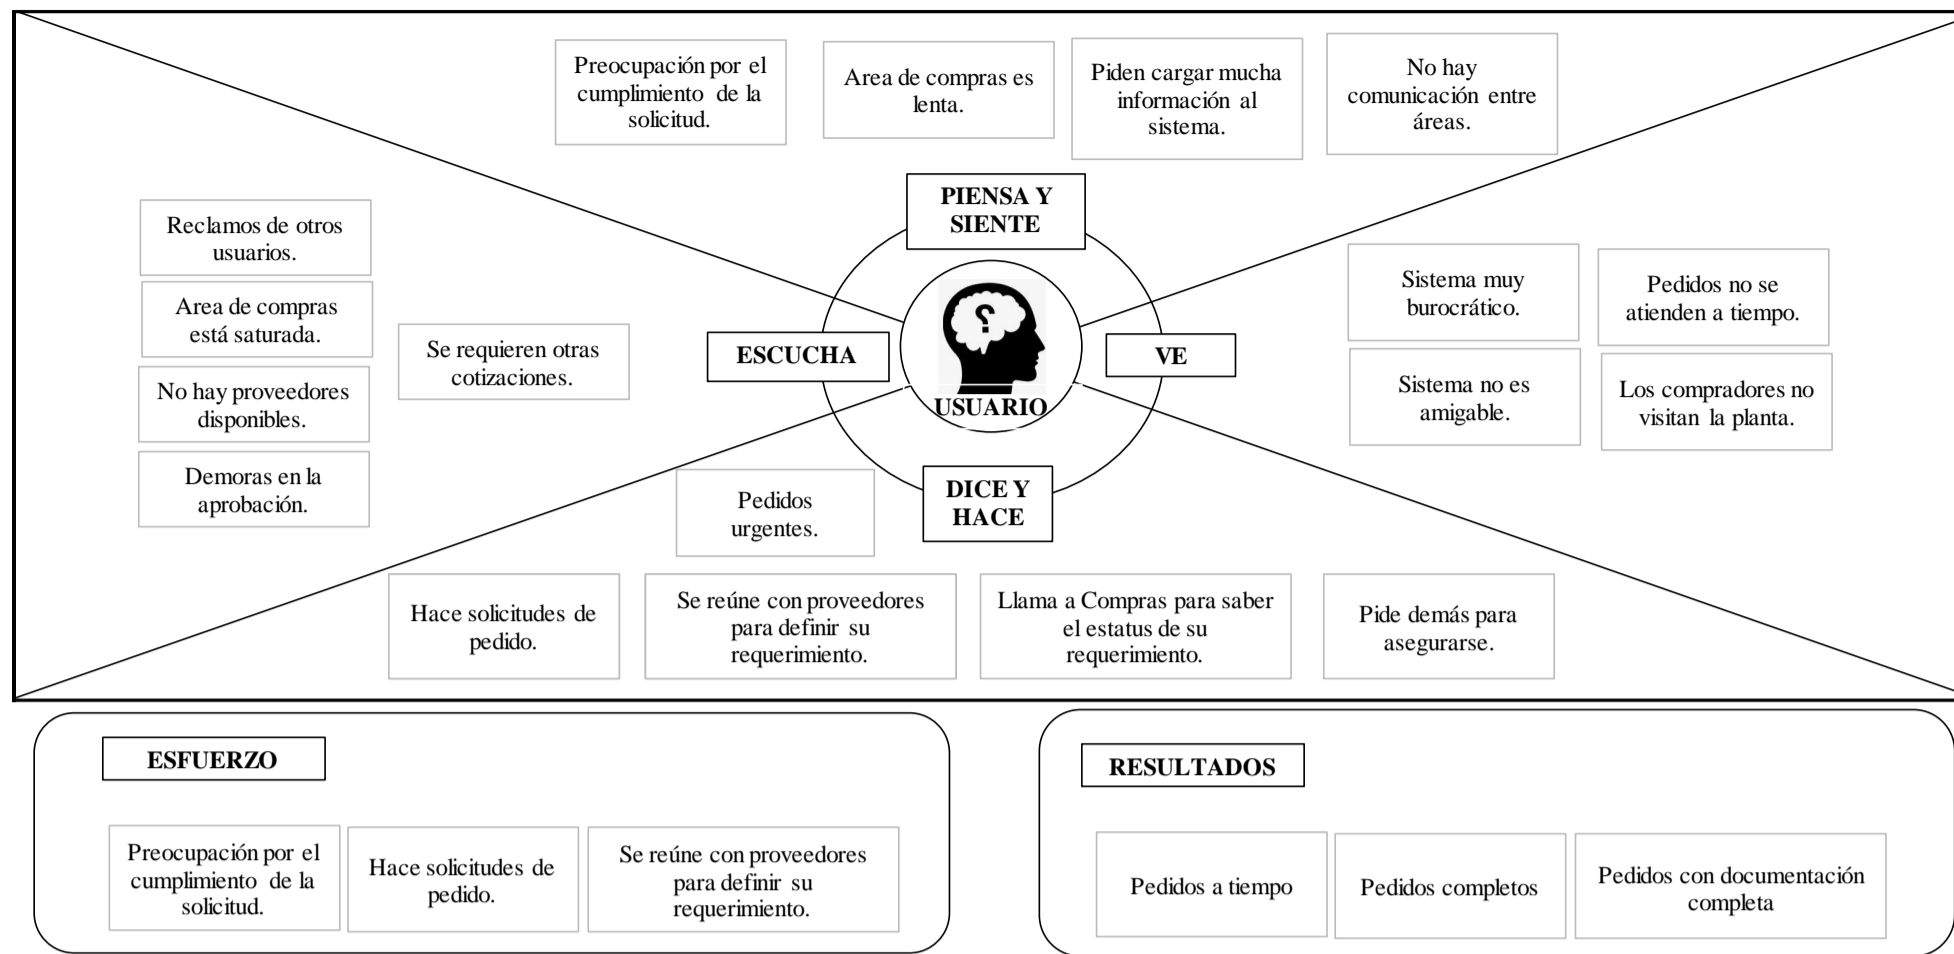 Preocupación por el
cumplimiento de la
solicitud.
Area de compras es
lenta.
Piden cargar mucha
información al
sistema.
No hay
comunicación entre
áreas.
PIENSA Y
SIENTE
Reclamos de otros
usuarios.
Area de compras
está saturada.
No hay proveedores
disponibles.
Demoras en la
aprobación.
Se requieren otras
cotizaciones.
ESCUCHA
?
USUARIO
VE
Sistema muy
burocrático.
Pedidos no se
atienden a tiempo.
Sistema no es
amigable.
Los compradores no
visitan la planta.
DICE Y
HACE
Pedidos
urgentes.
Hace solicitudes de
pedido.
Se reúne con proveedores
para definir su
requerimiento.
Llama a Compras para saber
el estatus de su
requerimiento.
Pide demás para
asegurarse.
ESFUERZO
Preocupación por el
cumplimiento de la
solicitud.
Hace solicitudes de
pedido.
Se reúne con proveedores
para definir su
requerimiento.
RESULTADOS
Pedidos a tiempo
Pedidos completos
Pedidos con documentación
completa